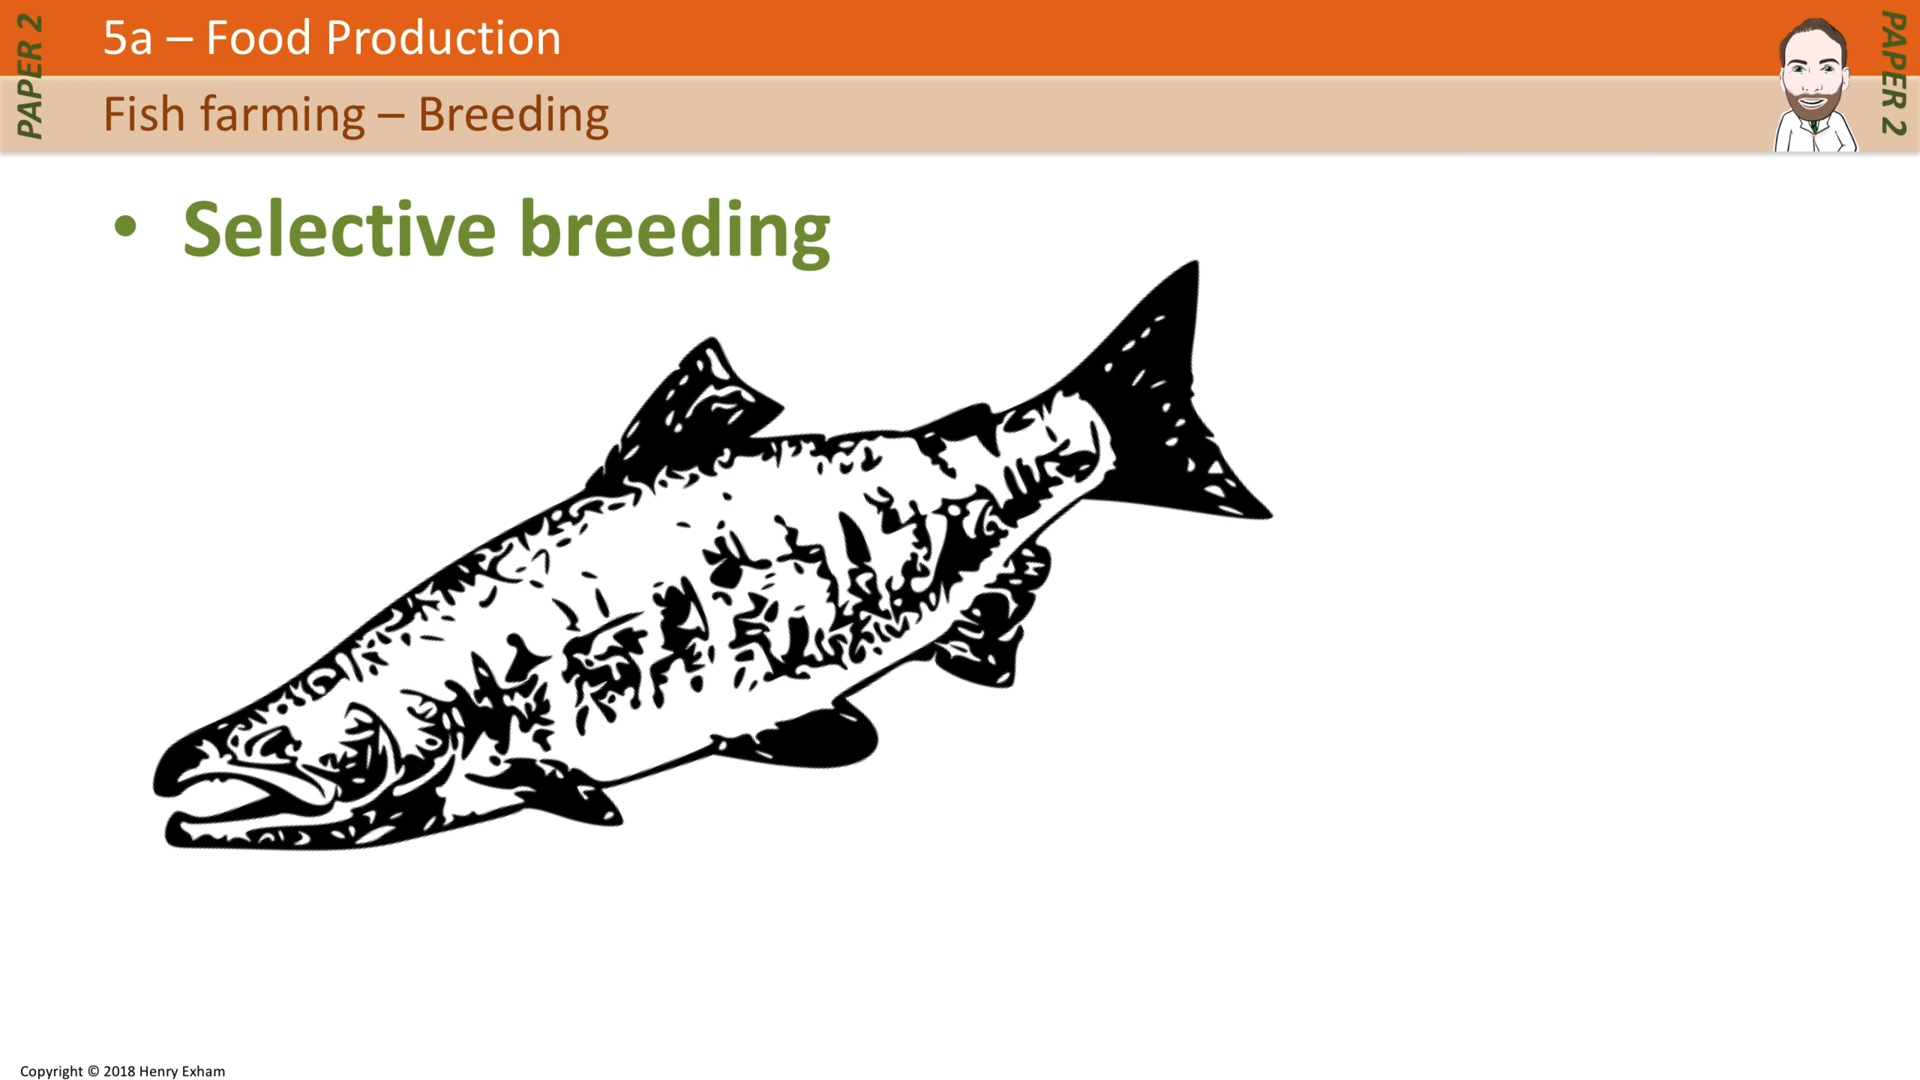 PAPER 2
5a – Food Production
PAPER 2
Fish farming – Breeding
• Selective breeding
Copyright © 2018 Henry Exham